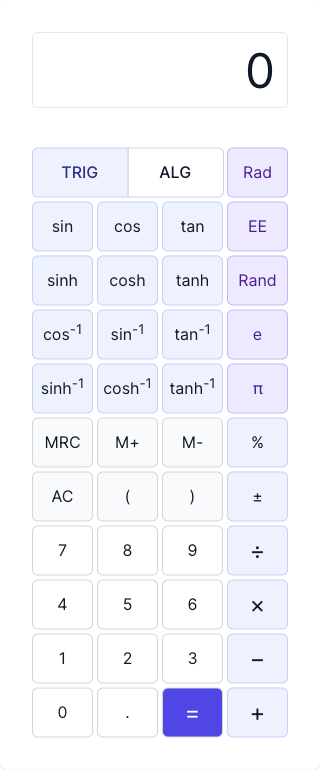 0
TRIG ALG Rad
sin cos tan EE
sinh cosh tanh Rand
cos⁻¹ sin⁻¹ tan⁻¹ e
sinh⁻¹ cosh⁻¹ tanh⁻¹ π
MRC M+ M- %
AC ( ) ±
7 8 9 ÷
4 5 6 ×
1 2 3 −
0 . = +